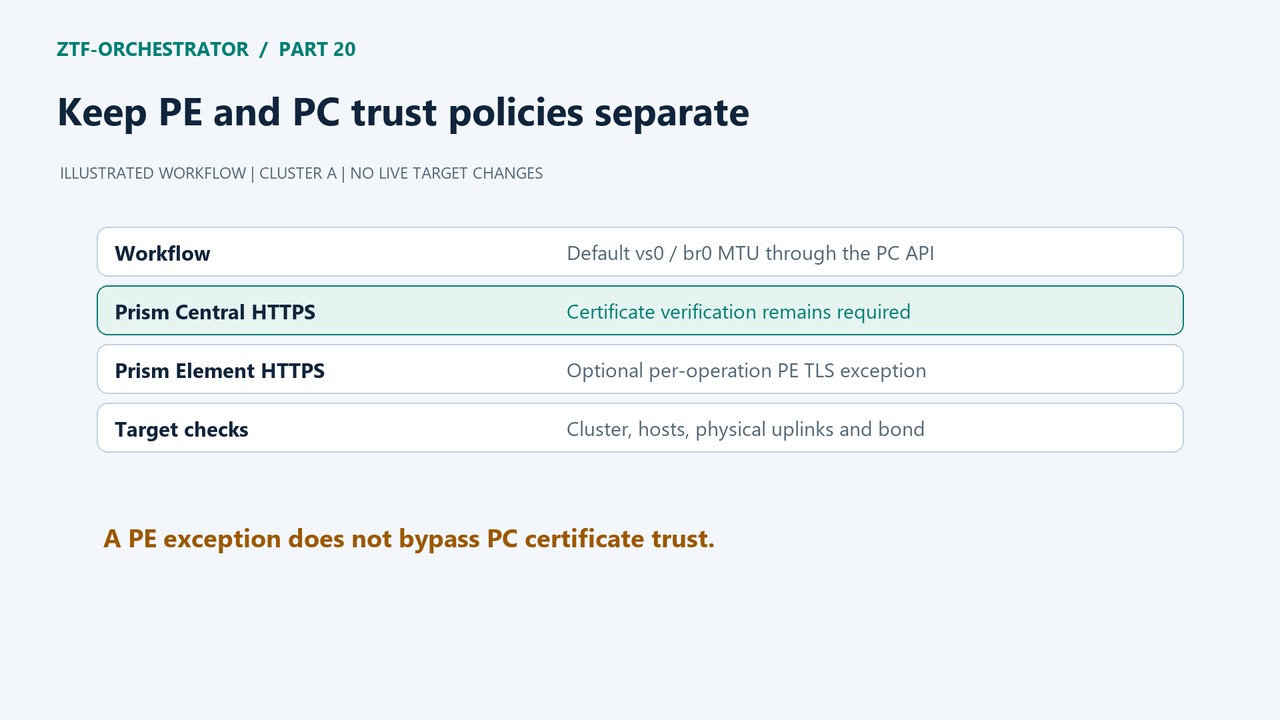 ZTF-ORCHESTRATOR / PART 20
Keep PE and PC trust policies separate
ILLUSTRATED WORKFLOW | CLUSTER A | NO LIVE TARGET CHANGES
Workflow Default vs0 / br0 MTU through the PC API
Prism Central HTTPS Certificate verification remains required
Prism Element HTTPS Optional per-operation PE TLS exception
Target checks Cluster, hosts, physical uplinks and bond
A PE exception does not bypass PC certificate trust.